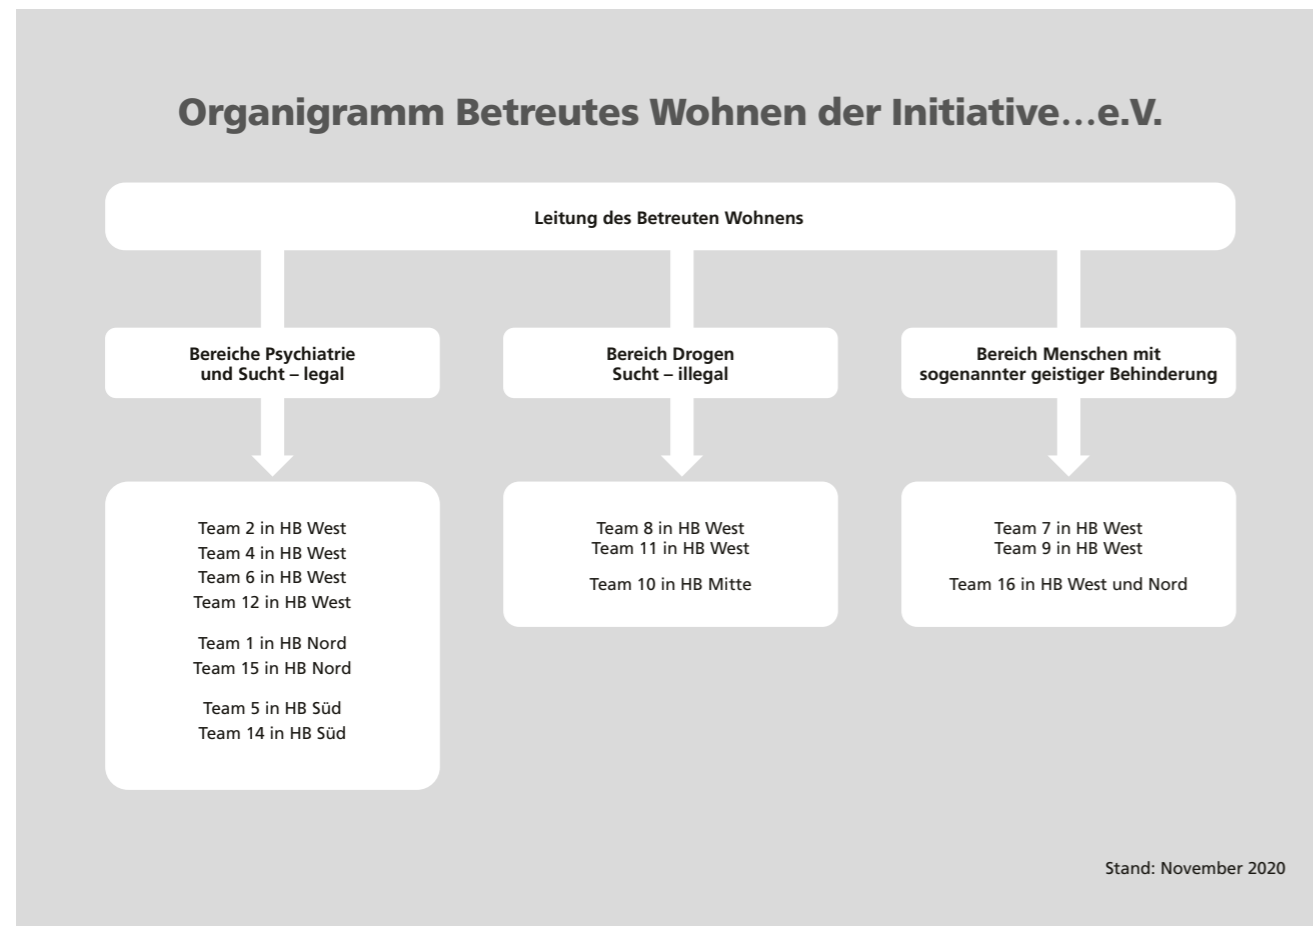 Organigramm Betreutes Wohnen der Initiative…e.V.
Leitung des Betreuten Wohnens
Bereiche Psychiatrie
und Sucht – legal
Team 2 in HB West
Team 4 in HB West
Team 6 in HB West
Team 12 in HB West
Team 1 in HB Nord
Team 15 in HB Nord
Team 5 in HB Süd
Team 14 in HB Süd
Bereich Drogen
Sucht – illegal
Team 8 in HB West
Team 11 in HB West
Team 10 in HB Mitte
Bereich Menschen mit
sogenannter geistiger Behinderung
Team 7 in HB West
Team 9 in HB West
Team 16 in HB West und Nord
Stand: November 2020